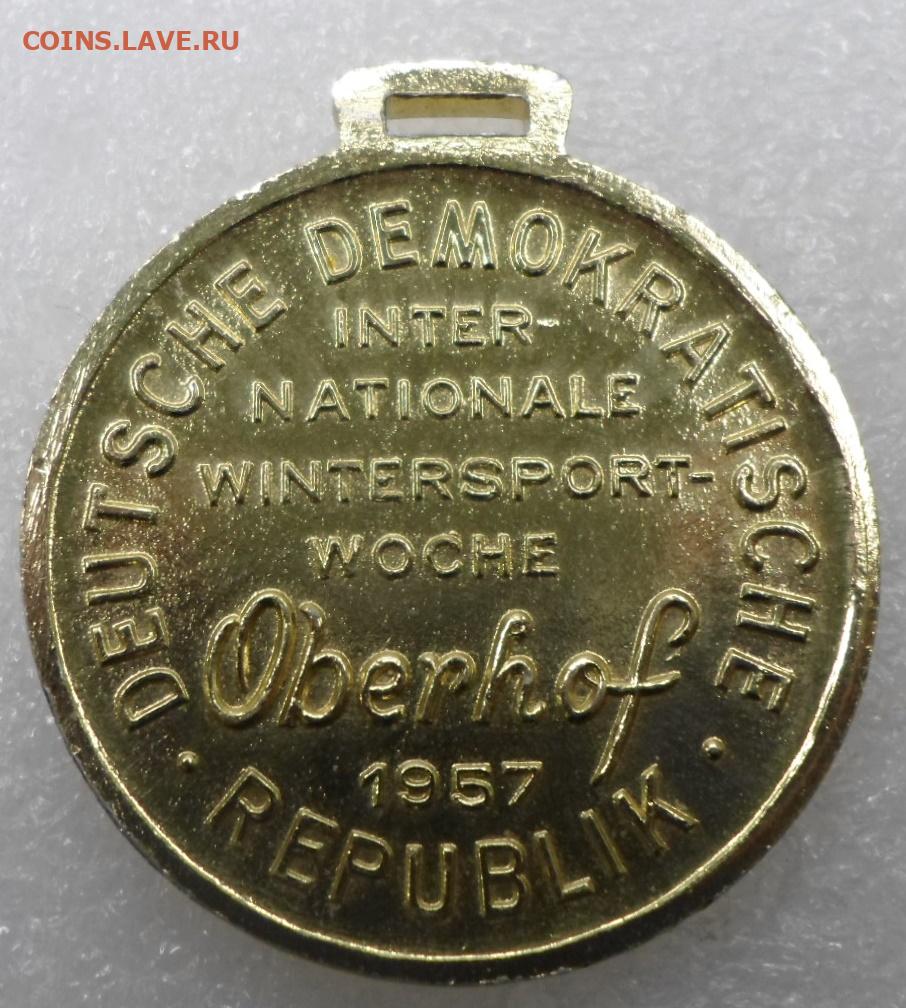 COINS.LAVE.RU
DEUTSCHE DEMOKRATISCHE
INTER-
NATIONALE
WINTERSPORT-
WOCHE
Oberhof
1957
· REPUBLIK ·